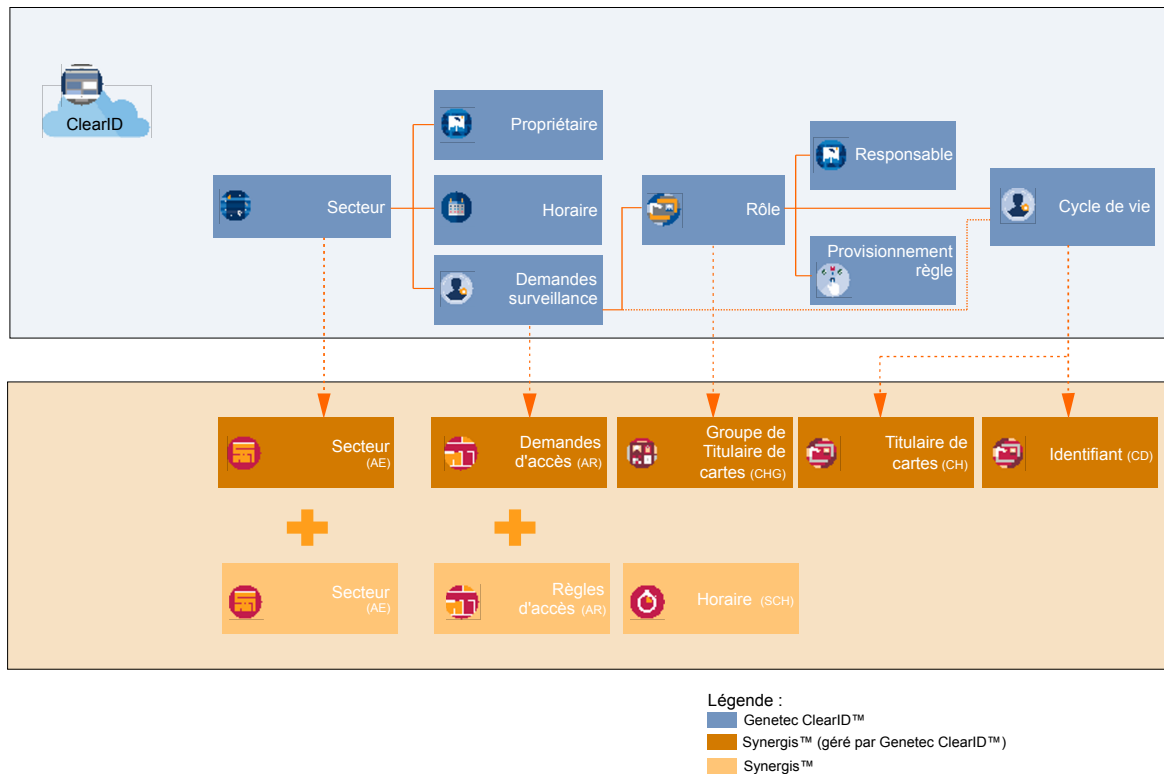 ClearID
Propriétaire
Responsable
Secteur
Horaire
Rôle
Cycle de vie
Demandes
surveillance
Provisionnement
règle
Secteur
(AE)
Demandes
d'accès (AR)
Groupe de
Titulaire de
cartes (CHG)
Titulaire de
cartes (CH)
Identifiant (CD)
Secteur
(AE)
Règles
d'accès (AR)
Horaire (SCH)
Légende :
Genetec ClearID™
Synergis™ (géré par Genetec ClearID™)
Synergis™